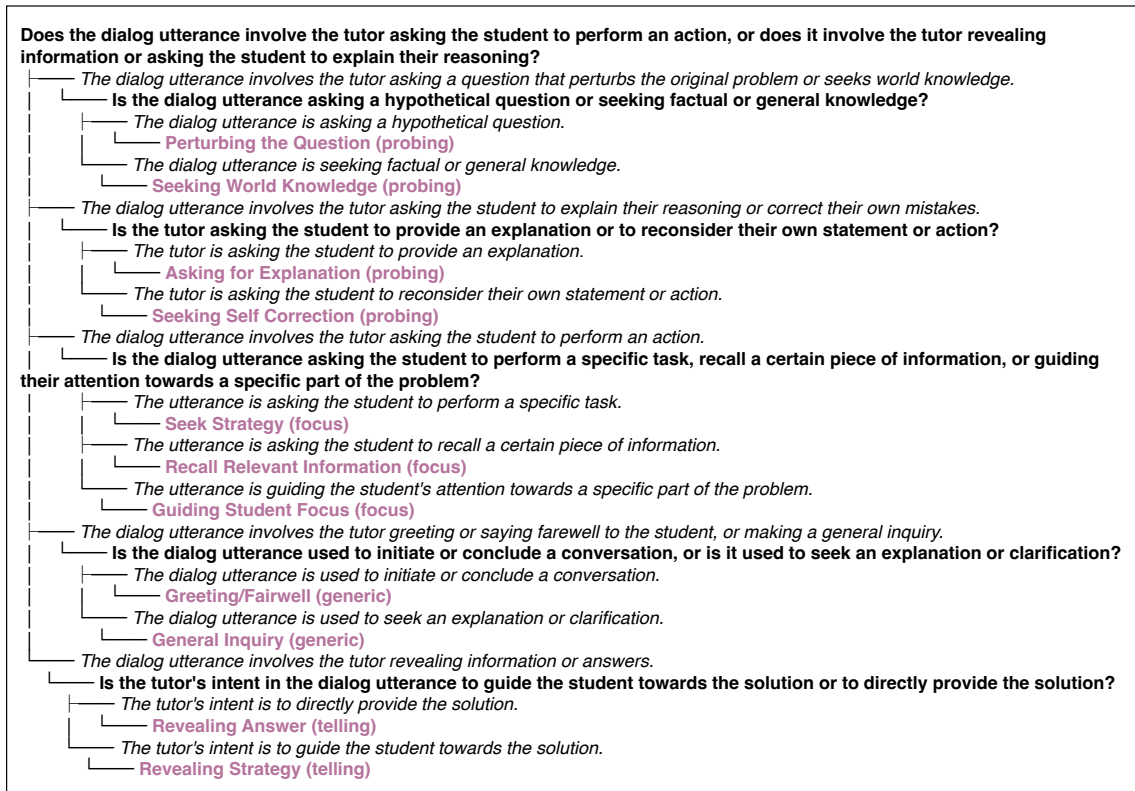 Does the dialog utterance involve the tutor asking the student to perform an action, or does it involve the tutor revealing
information or asking the student to explain their reasoning?
The dialog utterance involves the tutor asking a question that perturbs the original problem or seeks world knowledge.
Is the dialog utterance asking a hypothetical question or seeking factual or general knowledge?
The dialog utterance is asking a hypothetical question.
Perturbing the Question (probing)
The dialog utterance is seeking factual or general knowledge.
Seeking World Knowledge (probing)
The dialog utterance involves the tutor asking the student to explain their reasoning or correct their own mistakes.
Is the tutor asking the student to provide an explanation or to reconsider their own statement or action?
The tutor is asking the student to provide an explanation.
Asking for Explanation (probing)
The tutor is asking the student to reconsider their own statement or action.
Seeking Self Correction (probing)
The dialog utterance involves the tutor asking the student to perform an action.
Is the dialog utterance asking the student to perform a specific task, recall a certain piece of information, or guiding
their attention towards a specific part of the problem?
The utterance is asking the student to perform a specific task.
Seek Strategy (focus)
The utterance is asking the student to recall a certain piece of information.
Recall Relevant Information (focus)
The utterance is guiding the student's attention towards a specific part of the problem.
Guiding Student Focus (focus)
The dialog utterance involves the tutor greeting or saying farewell to the student, or making a general inquiry.
Is the dialog utterance used to initiate or conclude a conversation, or is it used to seek an explanation or clarification?
The dialog utterance is used to initiate or conclude a conversation.
Greeting/Fairwell (generic)
The dialog utterance is used to seek an explanation or clarification.
General Inquiry (generic)
The dialog utterance involves the tutor revealing information or answers.
Is the tutor's intent in the dialog utterance to guide the student towards the solution or to directly provide the solution?
The tutor's intent is to directly provide the solution.
Revealing Answer (telling)
The tutor's intent is to guide the student towards the solution.
Revealing Strategy (telling)